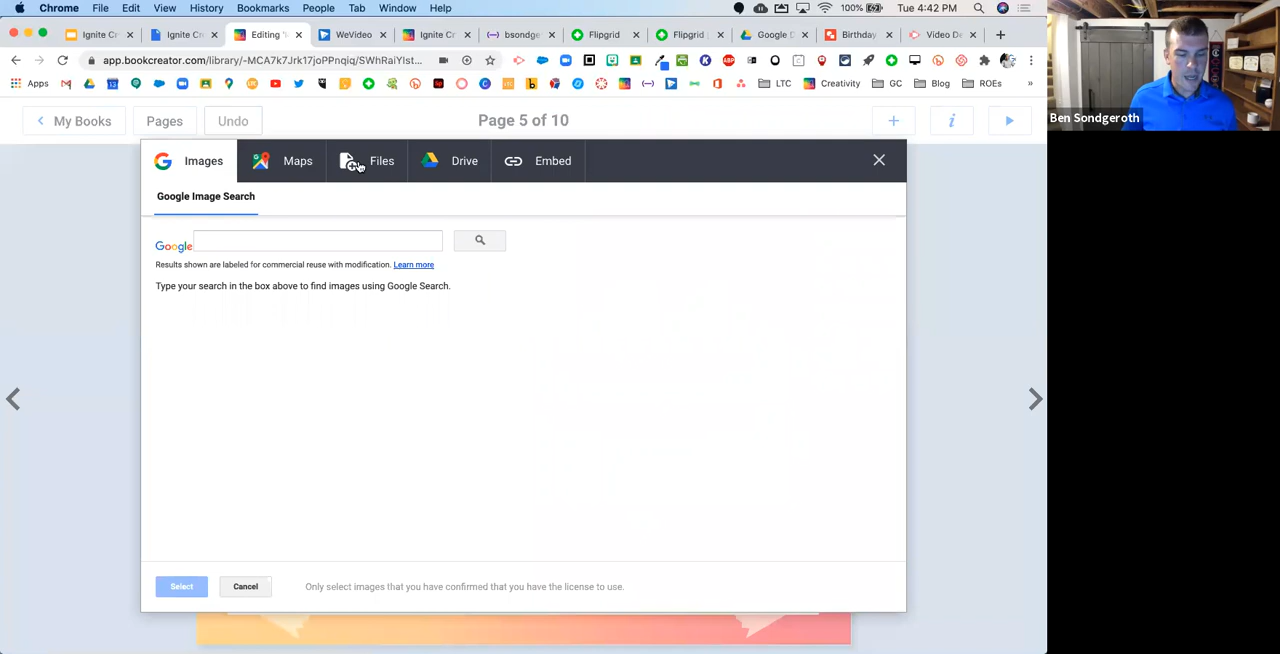 Chrome File Edit View History Bookmarks People Tab Window Help 100% Tue 4:42 PM
Ignite Cr Ignite Cr Editing WeVideo Ignite Cr bsondge Flipgrid Flipgrid Google D Birthday Video De
app.bookcreator.com/library/-MCA7k7Jrk17joPPnqiq/SWhRaiYlst...
Apps LTC Creativity GC Blog ROEs
My Books Pages Undo Page 5 of 10
Ben Sondgeroth
Images Maps Files Drive Embed
Google Image Search
Google
Results shown are labeled for commercial reuse with modification. Learn more
Type your search in the box above to find images using Google Search.
Select Cancel Only select images that you have confirmed that you have the license to use.